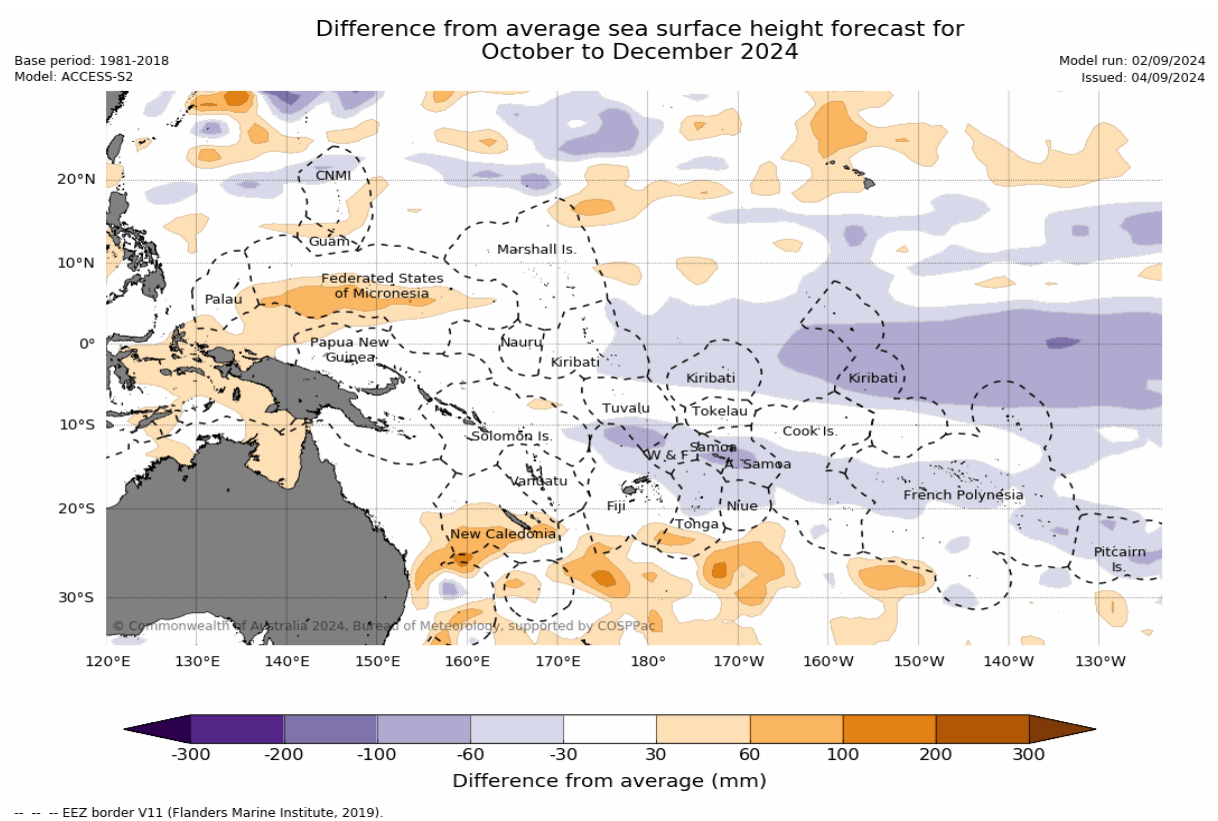 Difference from average sea surface height forecast for
October to December 2024
Base period: 1981-2018
Model: ACCESS-S2
Model run: 02/09/2024
Issued: 04/09/2024
20°N
10°N
0°
10°S
20°S
30°S
CNMI
Guam
Marshall Is.
Federated States
of Micronesia
Palau
Papua New
Guinea
Nauru
Kiribati
Kiribati
Kiribati
Tuvalu
Tokelau
Cook Is.
Solomon Is.
Samoa
W & F
A. Samoa
Vanuatu
French Polynesia
Fiji
Niue
Tonga
New Caledonia
Pitcairn
Is.
© Commonwealth of Australia 2024, Bureau of Meteorology, supported by COSPPac
120°E 130°E 140°E 150°E 160°E 170°E 180° 170°W 160°W 150°W 140°W 130°W
-300 -200 -100 -60 -30 30 60 100 200 300
Difference from average (mm)
-- -- -- EEZ border V11 (Flanders Marine Institute, 2019).